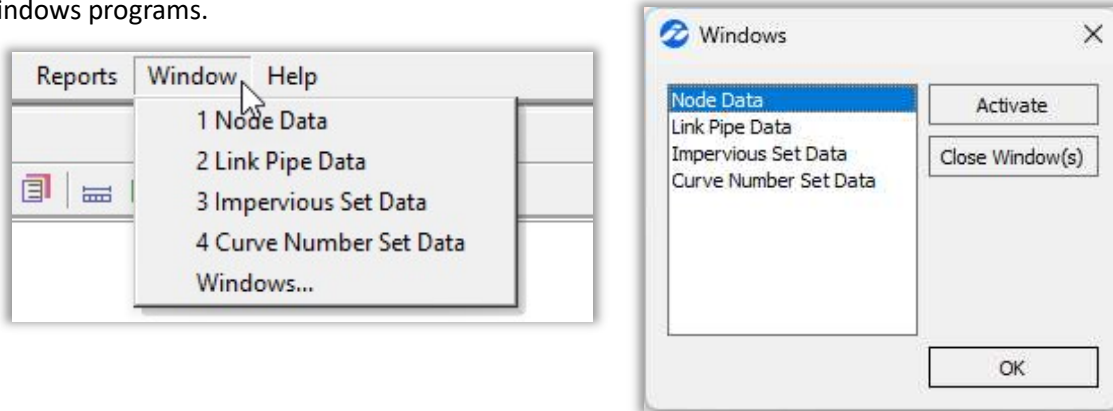 indows programs.
Reports Window Help
1 Node Data
2 Link Pipe Data
3 Impervious Set Data
4 Curve Number Set Data
Windows...
Windows
Node Data
Link Pipe Data
Impervious Set Data
Curve Number Set Data
Activate
Close Window(s)
OK